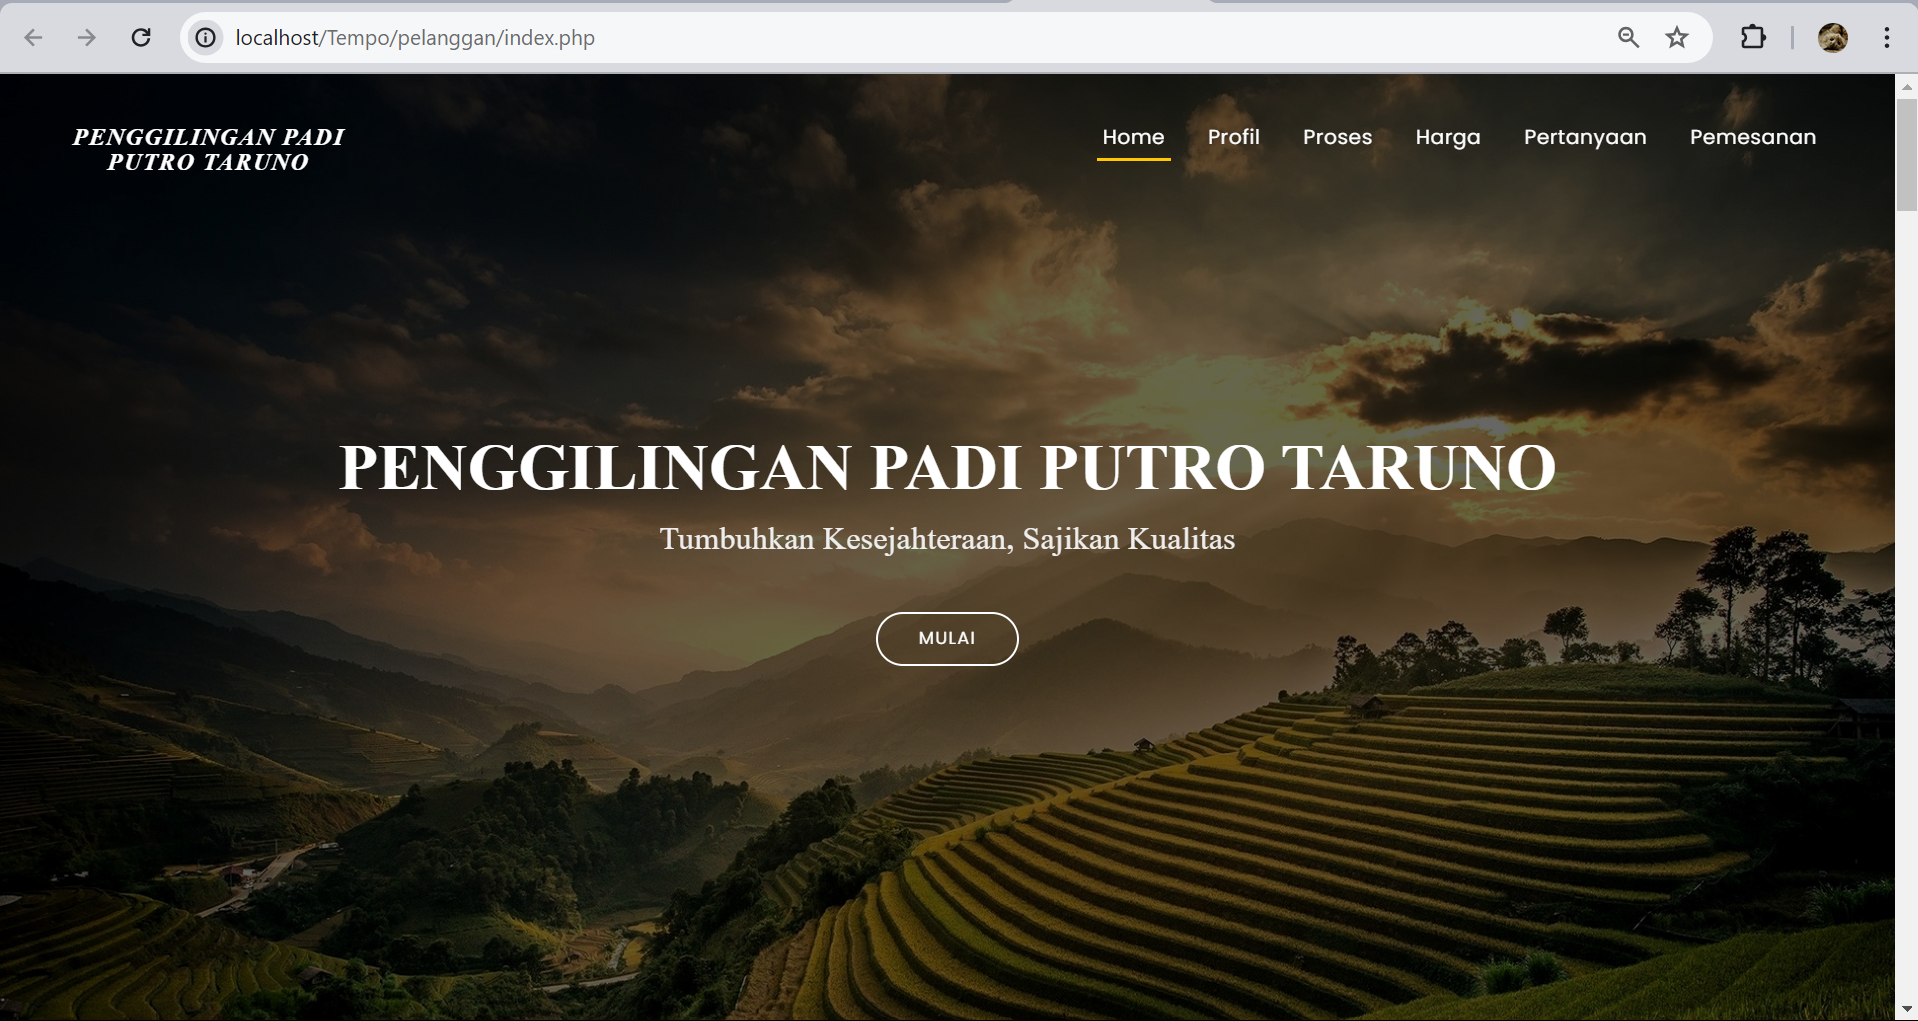 localhost/Tempo/pelanggan/index.php
PENGGILINGAN PADI
PUTRO TARUNO
Home Profil Proses Harga Pertanyaan Pemesanan
PENGGILINGAN PADI PUTRO TARUNO
Tumbuhkan Kesejahteraan, Sajikan Kualitas
MULAI